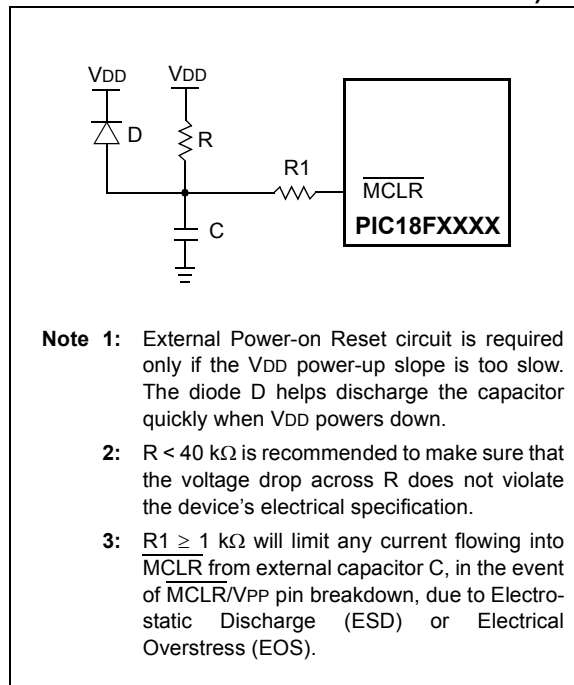 VDD VDD
D
R
R1
MCLR
C
PIC18FXXXX
Note 1: External Power-on Reset circuit is required
only if the VDD power-up slope is too slow.
The diode D helps discharge the capacitor
quickly when VDD powers down.
2: R < 40 kΩ is recommended to make sure that
the voltage drop across R does not violate
the device's electrical specification.
3: R1 ≥ 1 kΩ will limit any current flowing into
MCLR from external capacitor C, in the event
of MCLR/VPP pin breakdown, due to Electro-
static Discharge (ESD) or Electrical
Overstress (EOS).